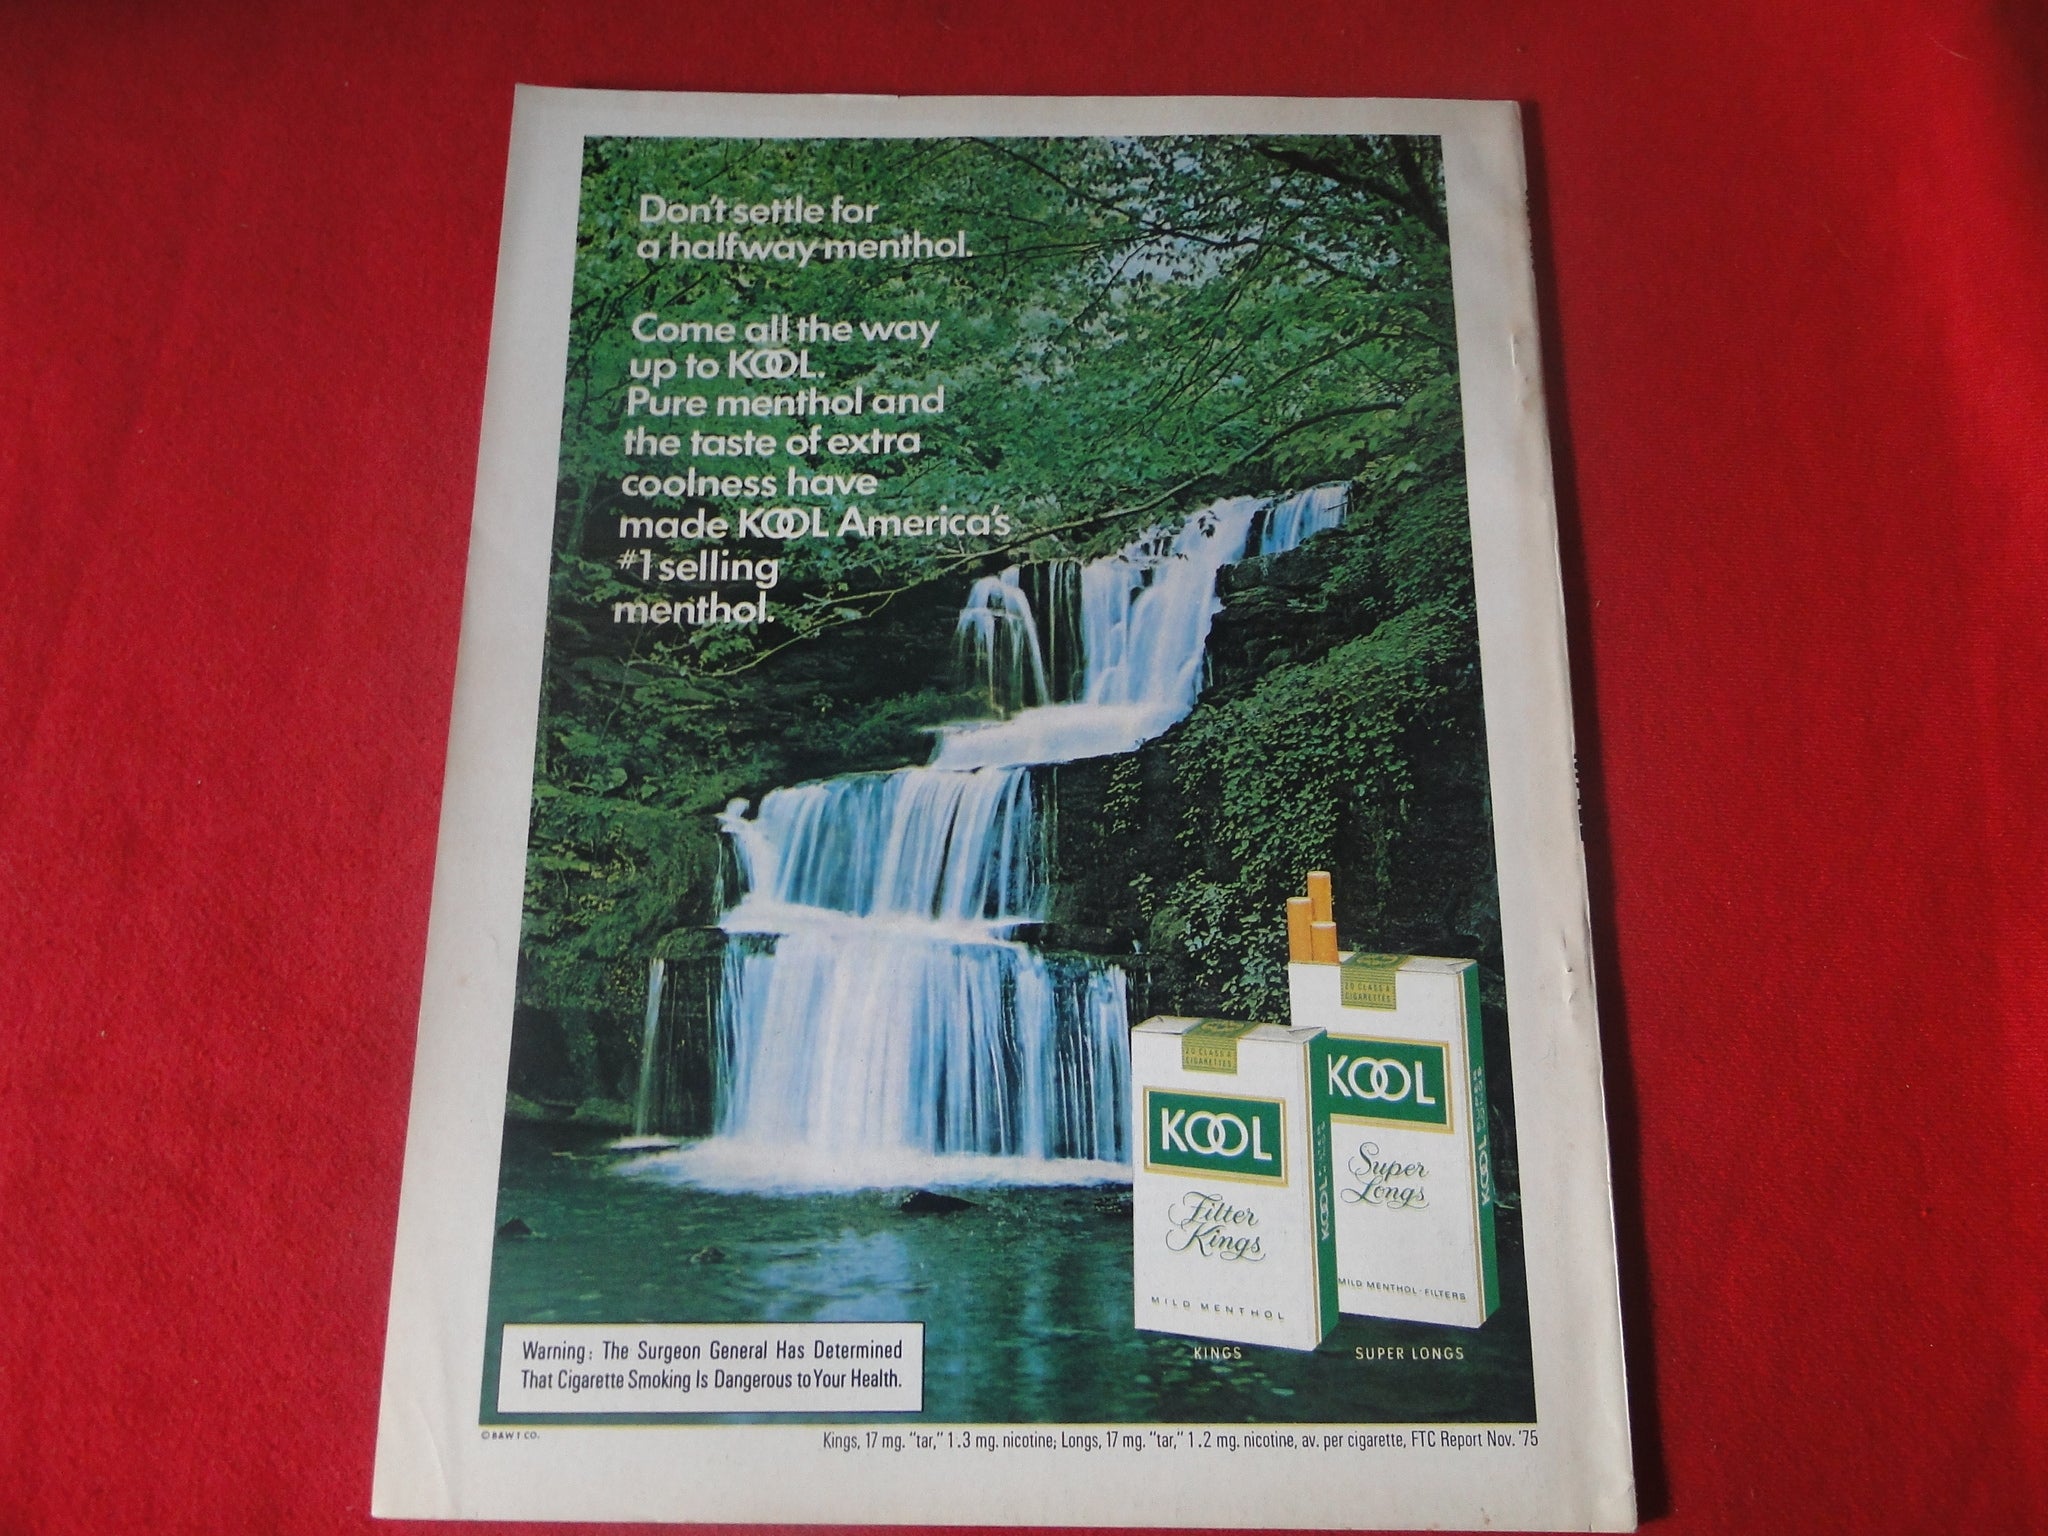 Don't settle for
a halfway menthol.
Come all the way
up to KOOL.
Pure menthol and
the taste of extra
coolness have
made KOOL America's
#1 selling
menthol.
20 CLASS A
CIGARETTES
KOOL
Super
Longs
MILD MENTHOL-FILTERS
KOOL
20 CLASS A
CIGARETTES
KOOL
Filter
Kings
MILD MENTHOL
KOOL
KINGS
SUPER LONGS
Warning: The Surgeon General Has Determined
That Cigarette Smoking Is Dangerous to Your Health.
© B&W T CO.
Kings, 17 mg. "tar," 1.3 mg. nicotine; Longs, 17 mg. "tar," 1.2 mg. nicotine, av. per cigarette, FTC Report Nov. '75